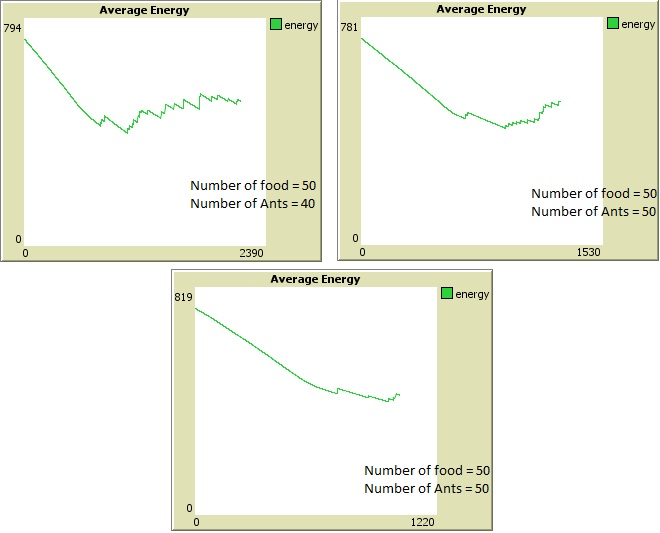 Average Energy
794
energy
Number of food = 50
Number of Ants = 40
0
0
2390
Average Energy
781
energy
Number of food = 50
Number of Ants = 50
0
0
1530
Average Energy
819
energy
Number of food = 50
Number of Ants = 50
0
0
1220